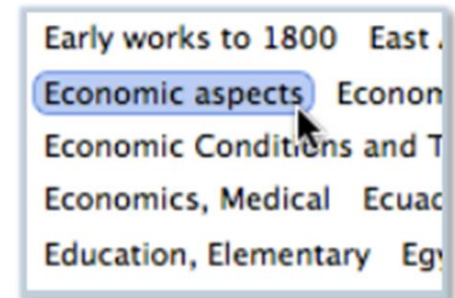 Early works to 1800 East
Economic aspects
Economic Conditions and
Economics, Medical
Education, Elementary